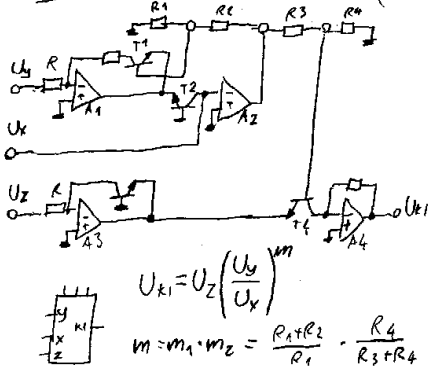 R1 R2 R3 R4
T1
Uy R
A1 T2 A2
Ux
Uz R
A3 T4 A4 Uk1
y
x k1
z
Uk1 = Uz (Uy/Ux)^m
m = m1 · m2 = (R1+R2)/R1 · R4/(R3+R4)